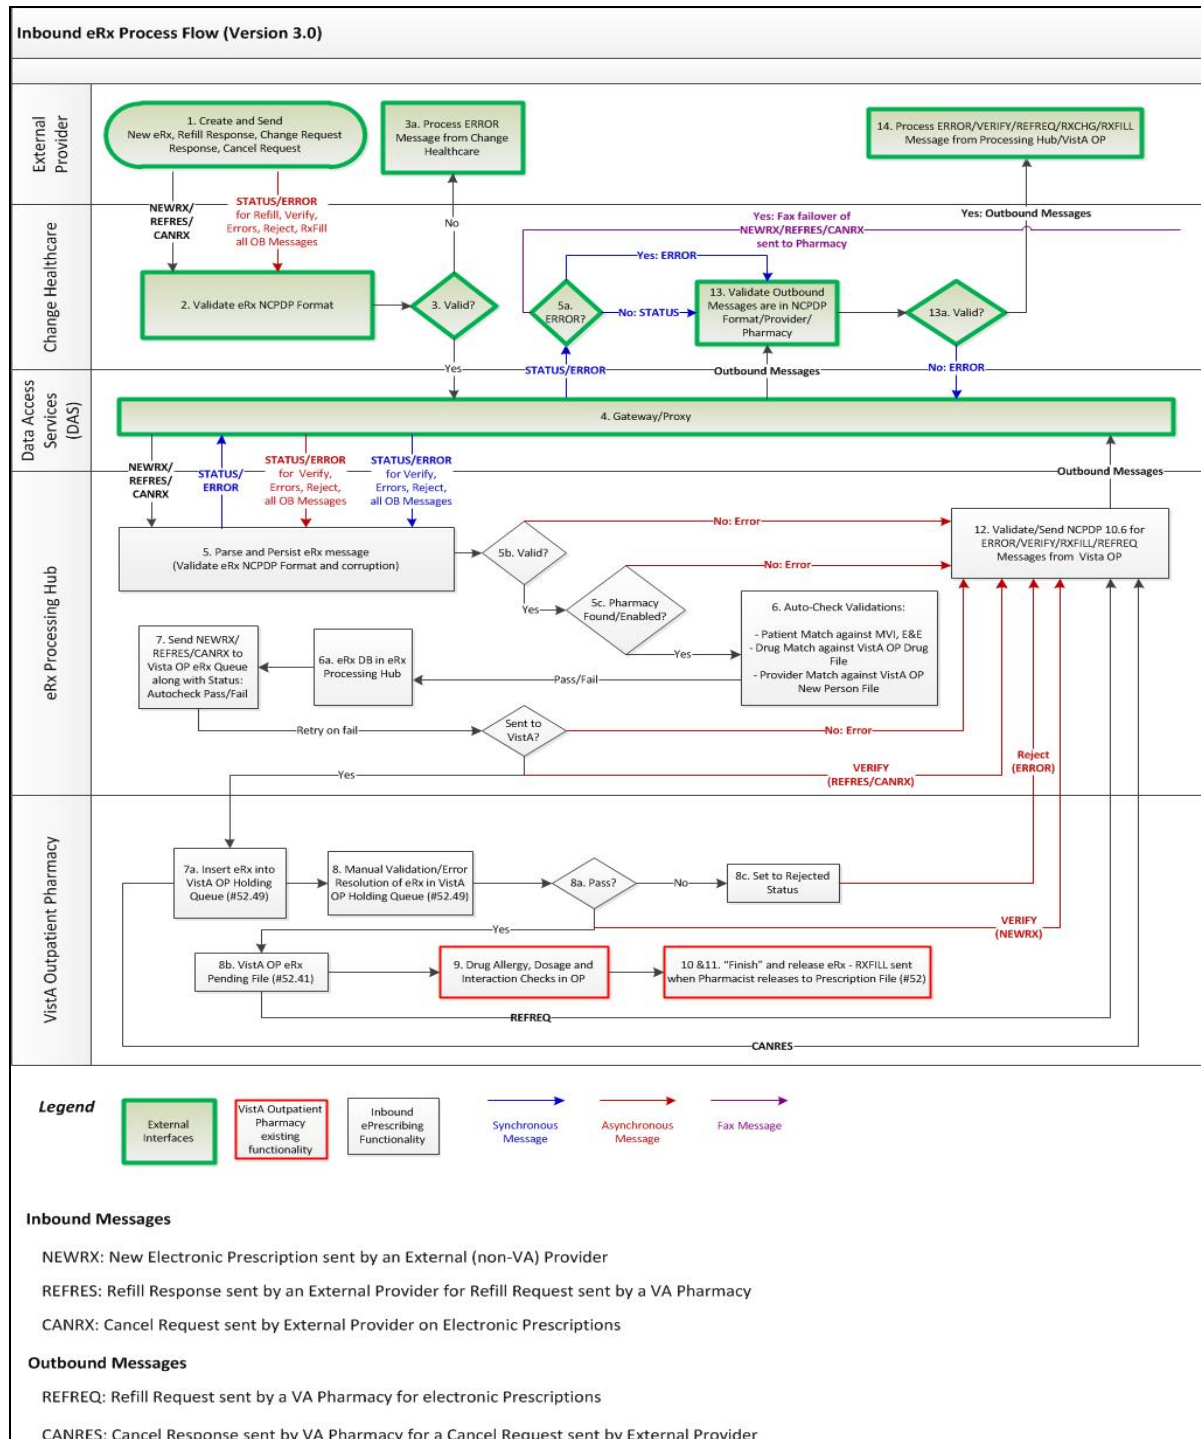 Inbound eRx Process Flow (Version 3.0)
External
Provider
1. Create and Send
New eRx, Refill Response, Change Request
Response, Cancel Request
3a. Process ERROR
Message from Change
Healthcare
14. Process ERROR/VERIFY/REFREQ/RXCHG/RXFILL
Message from Processing Hub/VistA OP
NEWRX/
REFRES/
CANRX
STATUS/ERROR
for Refill, Verify,
Errors, Reject, RxFill
all OB Messages
No
Yes: Fax failover of
NEWRX/REFRES/CANRX
sent to Pharmacy
Yes: Outbound Messages
Change Healthcare
2. Validate eRx NCPDP Format
3. Valid?
Yes: ERROR
5a.
ERROR?
No: STATUS
13. Validate Outbound
Messages are in NCPDP
Format/Provider/
Pharmacy
13a. Valid?
Yes
STATUS/ERROR
Outbound Messages
No: ERROR
Data Access
Services
(DAS)
4. Gateway/Proxy
NEWRX/
REFRES/
CANRX
STATUS/
ERROR
STATUS/ERROR
for Verify,
Errors, Reject,
all OB Messages
STATUS/ERROR
for Verify,
Errors, Reject,
all OB Messages
Outbound Messages
eRx Processing Hub
5. Parse and Persist eRx message
(Validate eRx NCPDP Format and corruption)
5b. Valid?
No: Error
12. Validate/Send NCPDP 10.6 for
ERROR/VERIFY/RXFILL/REFREQ
Messages from Vista OP
Yes
5c. Pharmacy
Found/Enabled?
No: Error
Yes
6. Auto-Check Validations:
- Patient Match against MVI, E&E
- Drug Match against VistA OP Drug
File
- Provider Match against VistA OP
New Person File
Pass/Fail
6a. eRx DB in eRx
Processing Hub
7. Send NEWRX/
REFRES/CANRX to
Vista OP eRx Queue
along with Status:
Autocheck Pass/Fail
Retry on fail
Sent to
VistA?
No: Error
Yes
VERIFY
(REFRES/CANRX)
Reject
(ERROR)
VistA Outpatient Pharmacy
7a. Insert eRx into
VistA OP Holding
Queue (#52.49)
8. Manual Validation/Error
Resolution of eRx in VistA
OP Holding Queue (#52.49)
8a. Pass?
No
8c. Set to Rejected
Status
Yes
VERIFY
(NEWRX)
8b. VistA OP eRx
Pending File (#52.41)
9. Drug Allergy, Dosage and
Interaction Checks in OP
10 &11. "Finish" and release eRx - RXFILL sent
when Pharmacist releases to Prescription File (#52)
REFREQ
CANRES
Legend
External
Interfaces
VistA Outpatient
Pharmacy
existing
functionality
Inbound
ePrescribing
Functionality
Synchronous
Message
Asynchronous
Message
Fax Message
Inbound Messages
NEWRX: New Electronic Prescription sent by an External (non-VA) Provider
REFRES: Refill Response sent by an External Provider for Refill Request sent by a VA Pharmacy
CANRX: Cancel Request sent by External Provider on Electronic Prescriptions
Outbound Messages
REFREQ: Refill Request sent by a VA Pharmacy for electronic Prescriptions
CANRES: Cancel Response sent by VA Pharmacy for a Cancel Request sent by External Provider